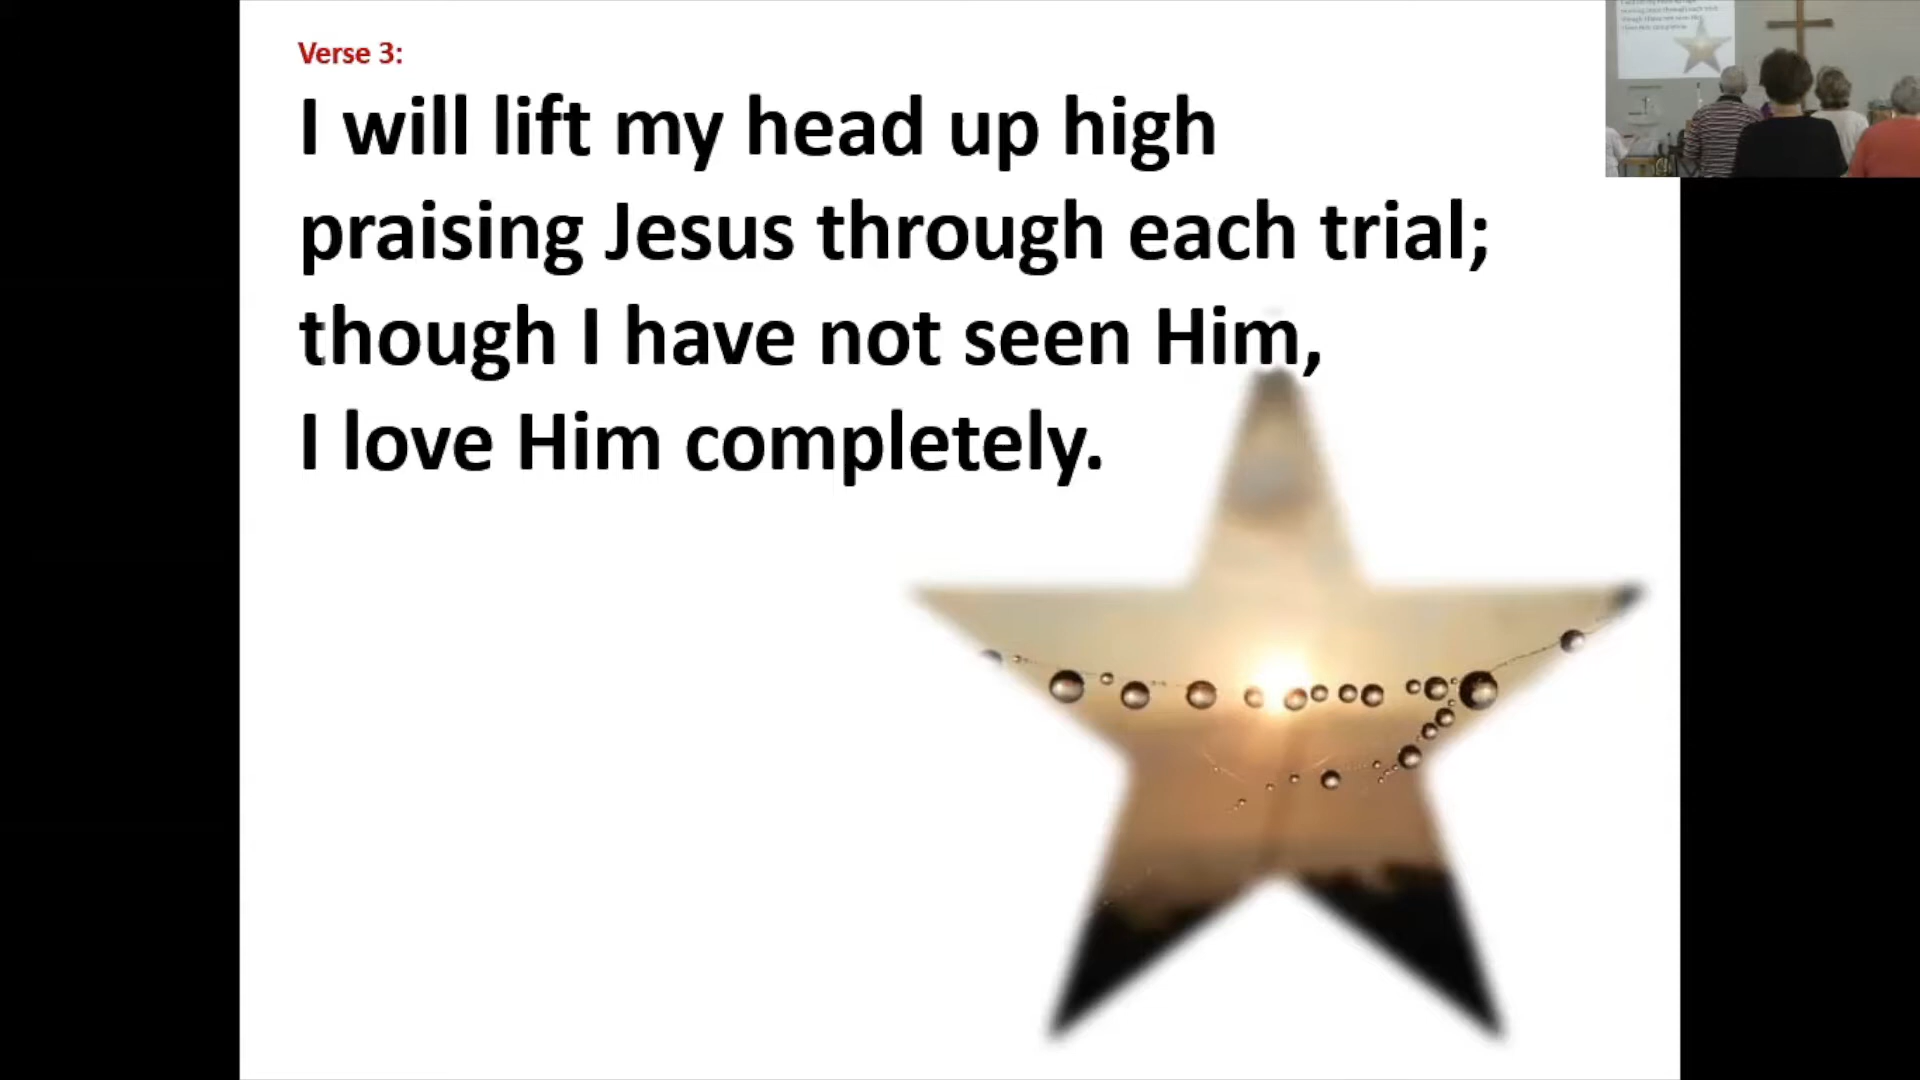 Verse 3:
I will lift my head up high
praising Jesus through each trial;
though I have not seen Him,
I love Him completely.